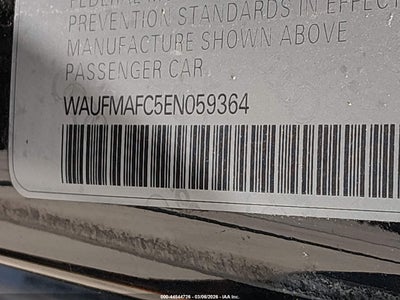 PREVENTION STANDARDS IN EFFECT
MANUFACTURE SHOWN ABOVE
PASSENGER CAR
WAUFMAFC5EN059364